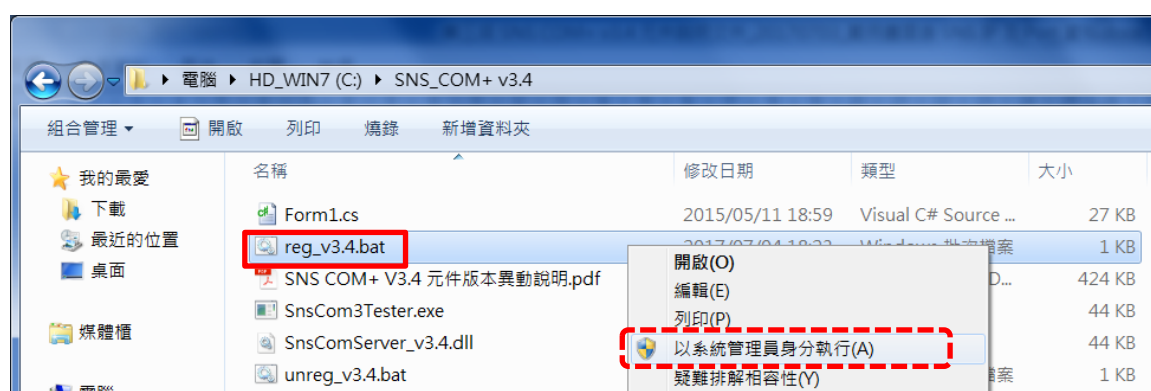 電腦 HD_WIN7 (C:) SNS_COM+ v3.4
組合管理 開啟 列印 燒錄 新增資料夾
名稱 修改日期 類型 大小
我的最愛
下載
最近的位置
桌面
媒體櫃
Form1.cs 2015/05/11 18:59 Visual C# Source ... 27 KB
reg_v3.4.bat 1 KB
SNS COM+ V3.4 元件版本異動說明.pdf D... 424 KB
SnsCom3Tester.exe 44 KB
SnsComServer_v3.4.dll 44 KB
unreg_v3.4.bat 1 KB
開啟(O)
編輯(E)
列印(P)
以系統管理員身分執行(A)
疑難排解相容性(Y)